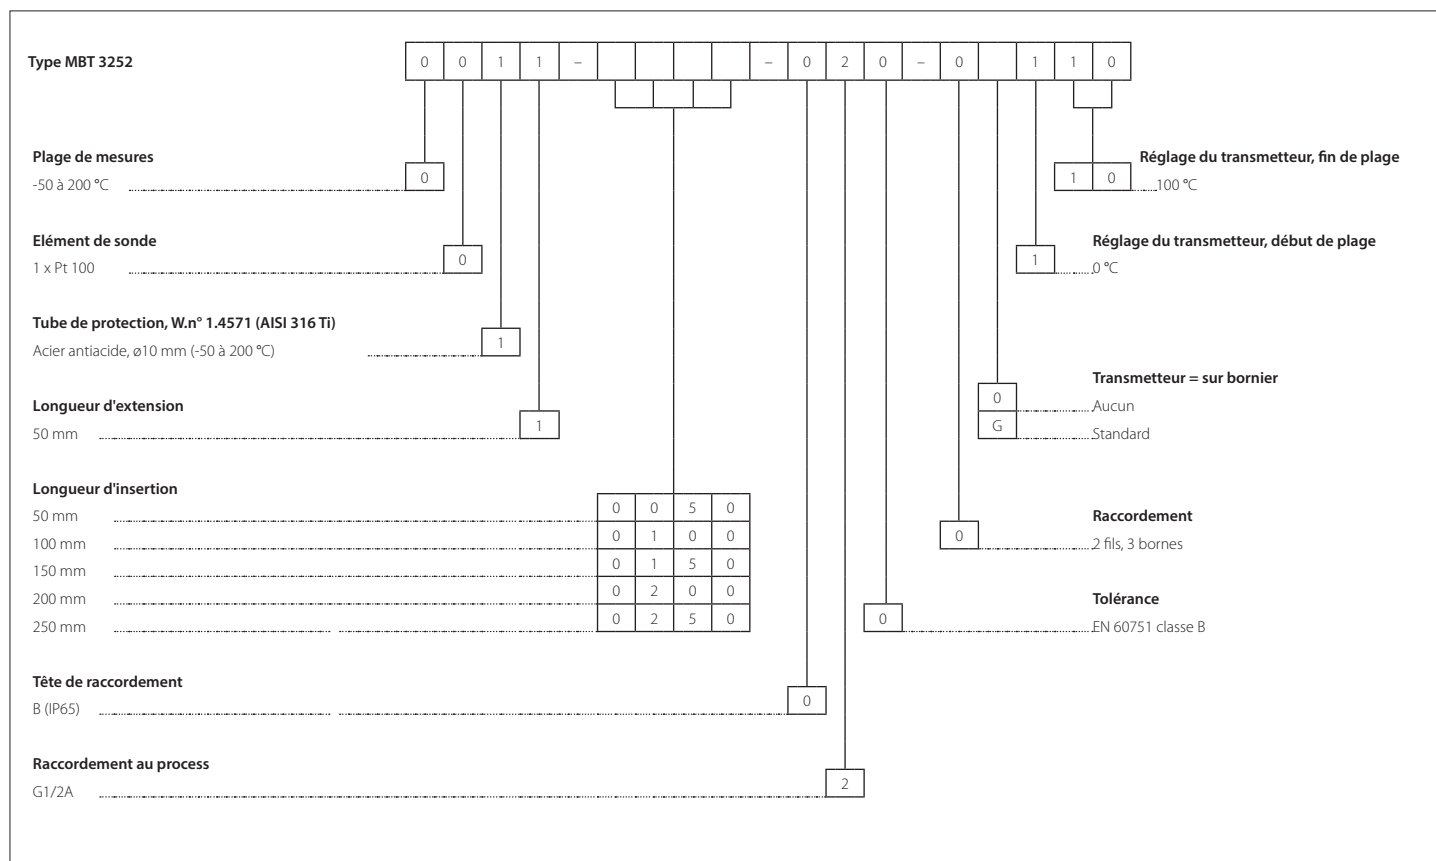 Type MBT 3252
0 0 1 1 – – 0 2 0 – 0 1 1 0
Plage de mesures
-50 à 200 °C
0
Réglage du transmetteur, fin de plage
1 0
100 °C
Elément de sonde
1 x Pt 100
0
Réglage du transmetteur, début de plage
1
0 °C
Tube de protection, W.n° 1.4571 (AISI 316 Ti)
Acier antiacide, ø10 mm (-50 à 200 °C)
1
Transmetteur = sur bornier
0
Aucun
G
Standard
Longueur d'extension
50 mm
1
Longueur d'insertion
50 mm 0 0 5 0
100 mm 0 1 0 0
150 mm 0 1 5 0
200 mm 0 2 0 0
250 mm 0 2 5 0
Raccordement
0
2 fils, 3 bornes
Tolérance
0
EN 60751 classe B
Tête de raccordement
B (IP65)
0
Raccordement au process
G1/2A
2